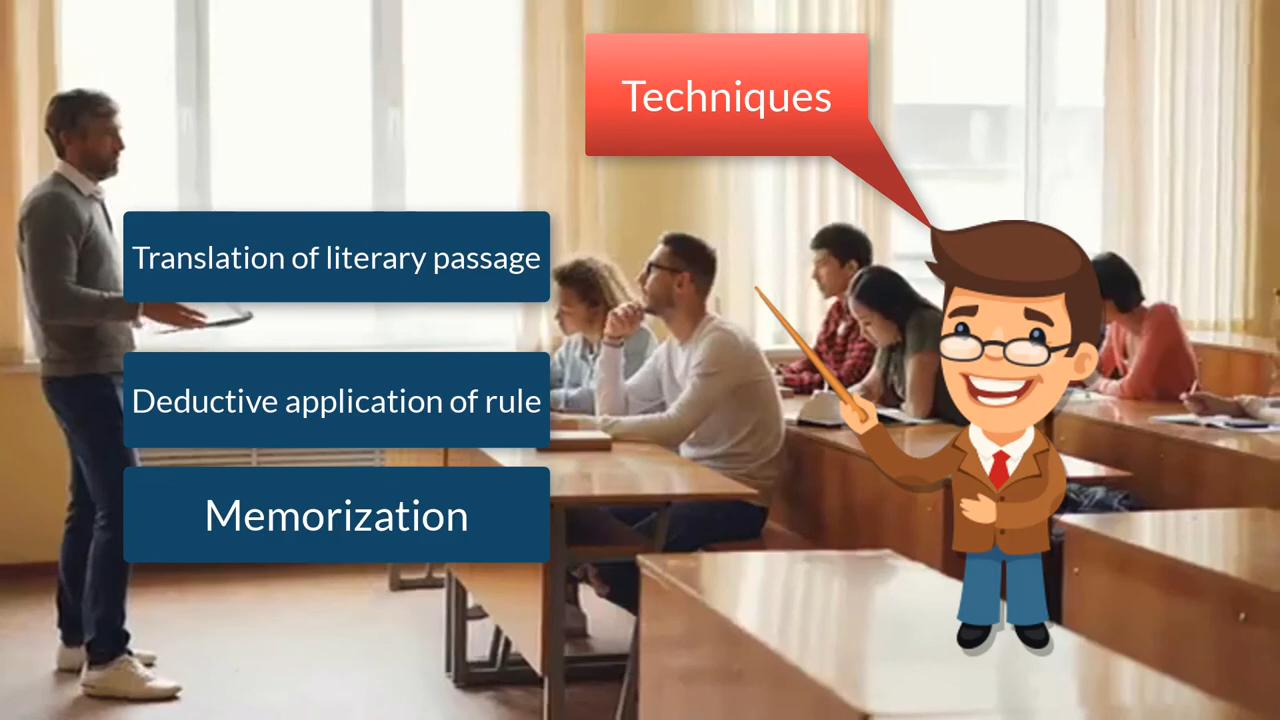 Techniques
Translation of literary passage
Deductive application of rule
Memorization